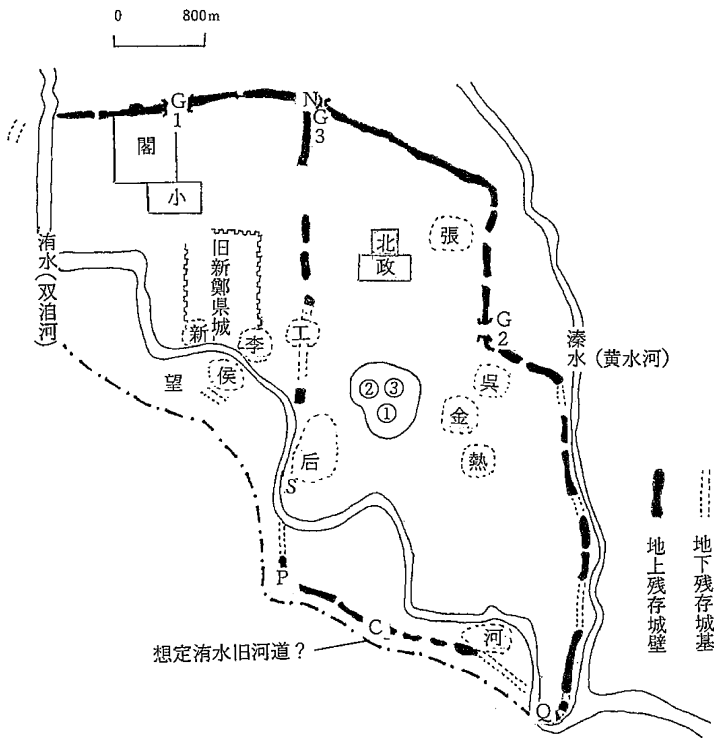 0 800m
G
1
N
G
3
閣
小
張
北
政
洧水(双洎河)
旧新鄭県城
G
2
溱水(黄水河)
新
李
工
侯
望
② ③
①
呉
金
熱
后
S
P
C
河
Q
想定洧水旧河道?
地上残存城壁
地下残存城基